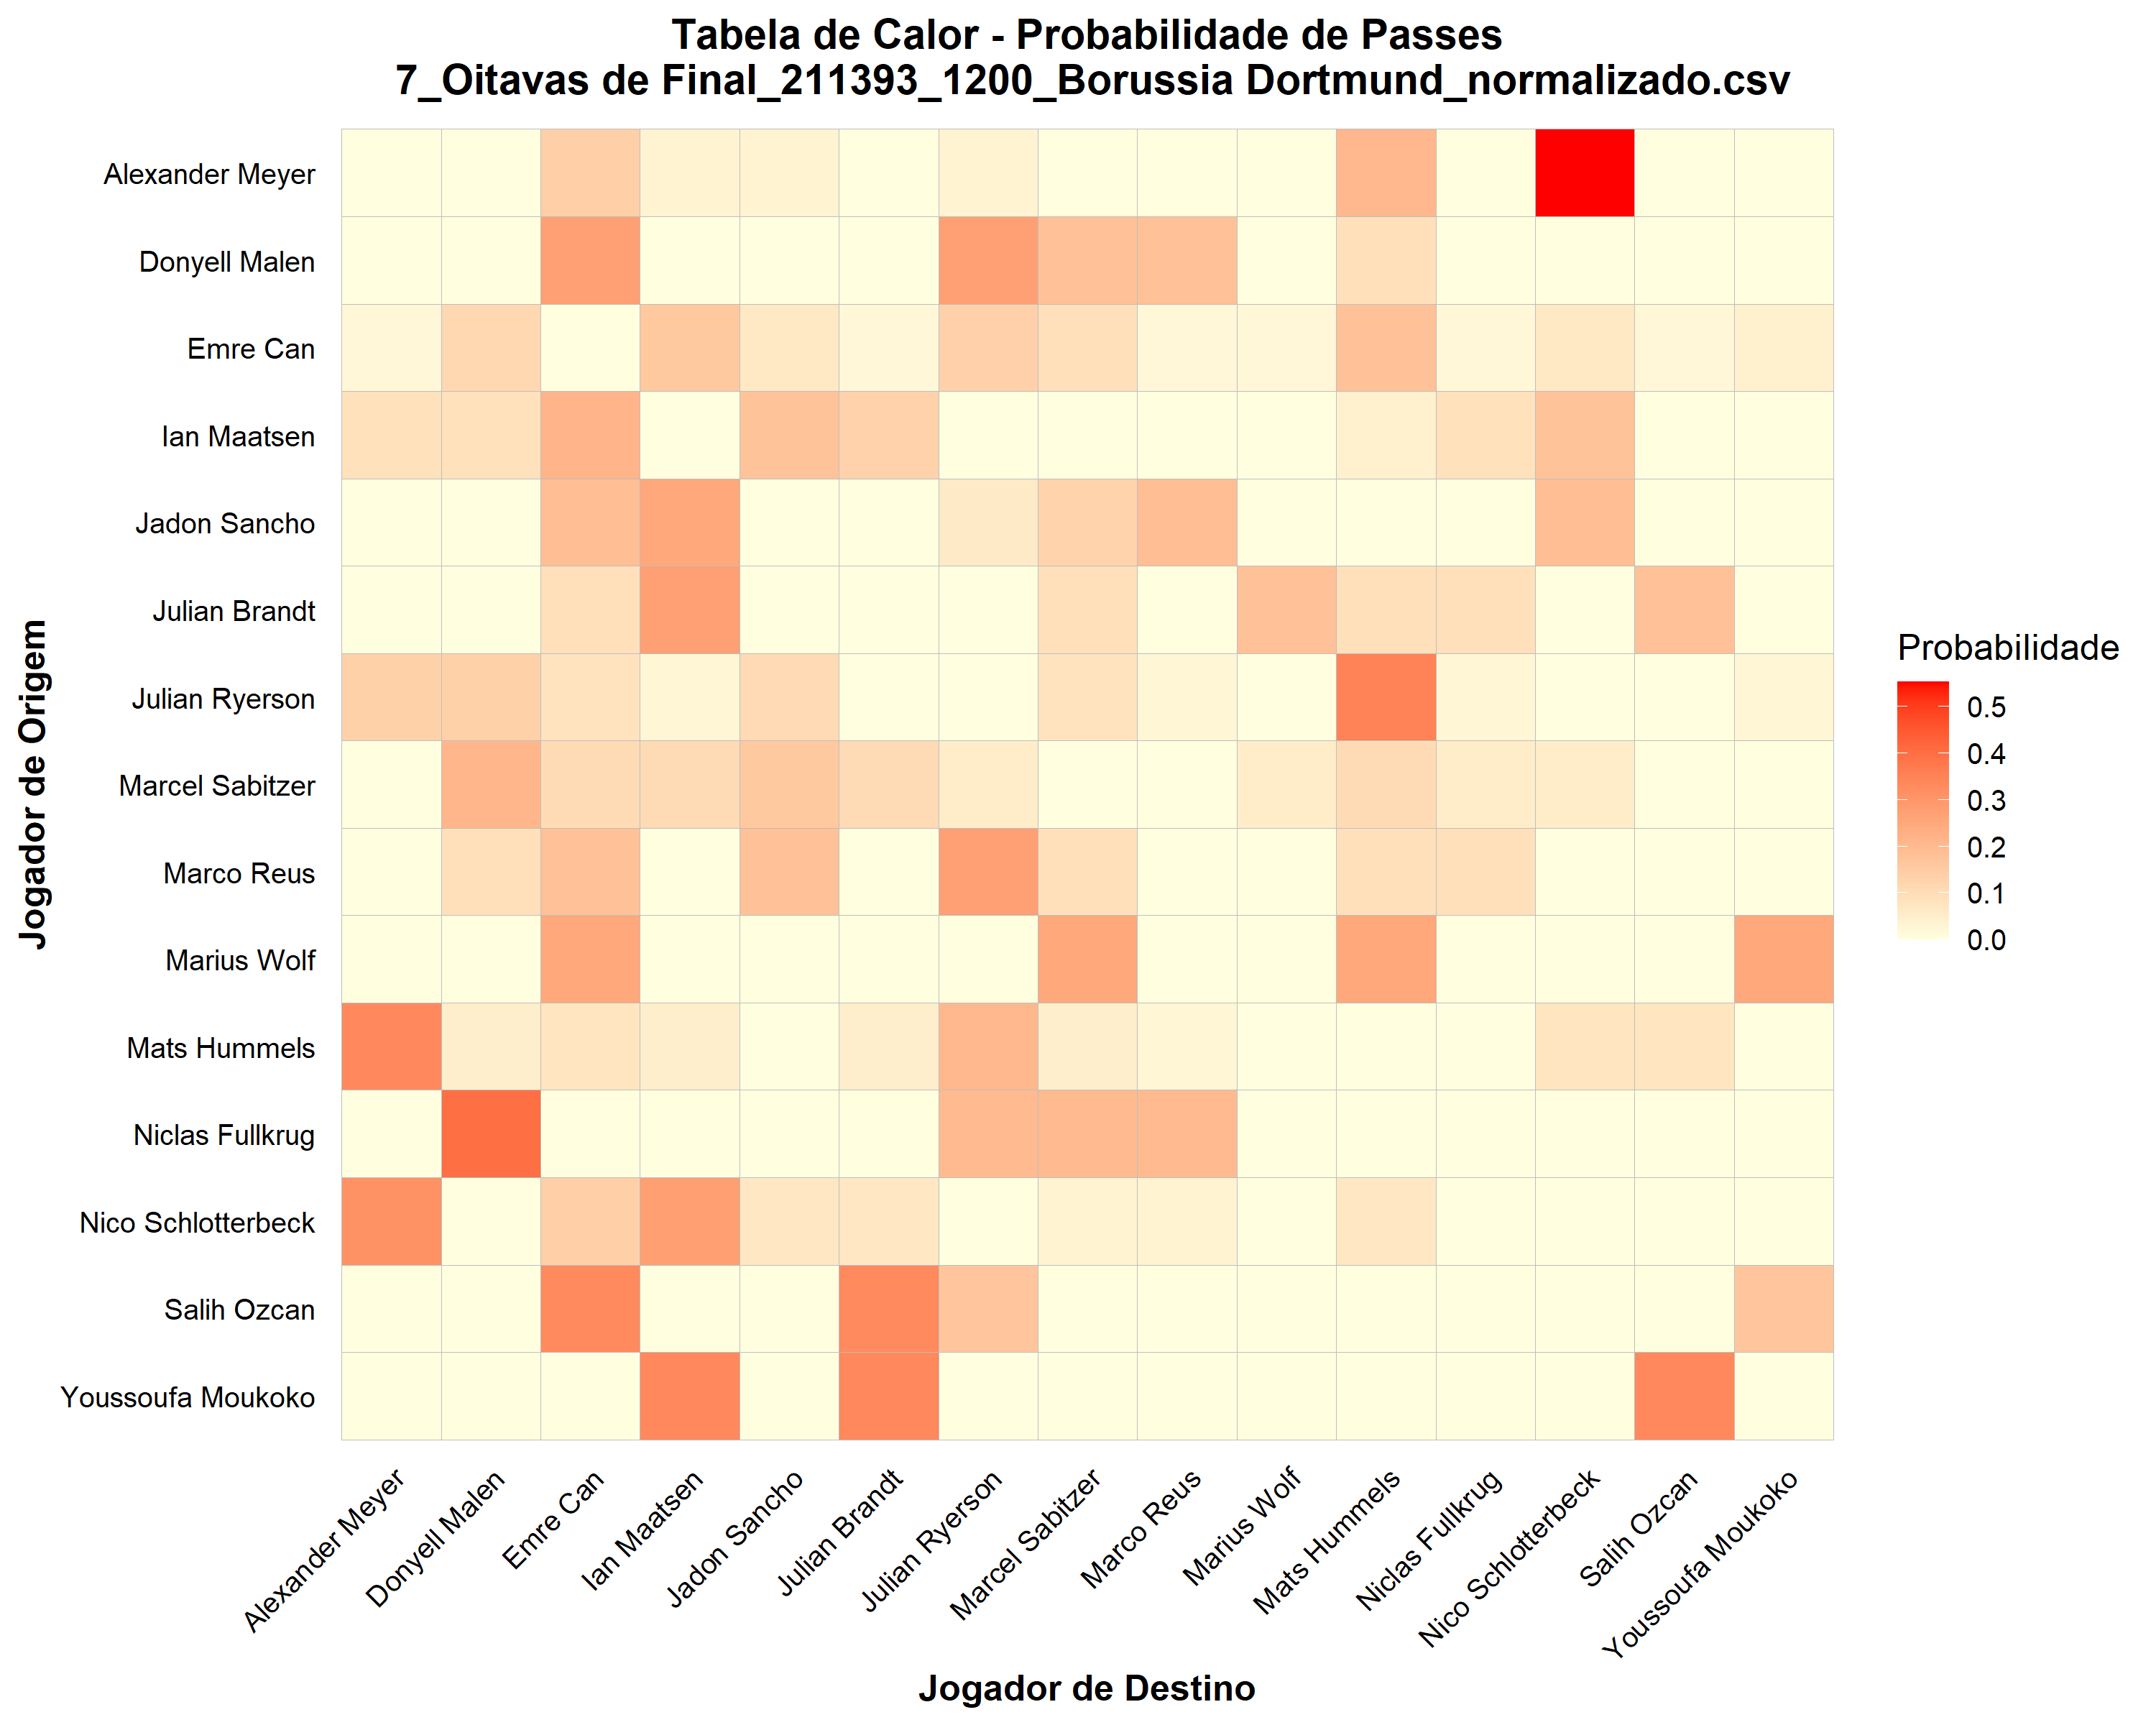 Tabela de Calor - Probabilidade de Passes
7_Oitavas de Final_211393_1200_Borussia Dortmund_normalizado.csv
Jogador de Origem
Alexander Meyer
Donyell Malen
Emre Can
Ian Maatsen
Jadon Sancho
Julian Brandt
Julian Ryerson
Marcel Sabitzer
Marco Reus
Marius Wolf
Mats Hummels
Niclas Fullkrug
Nico Schlotterbeck
Salih Ozcan
Youssoufa Moukoko
Alexander Meyer
Donyell Malen
Emre Can
Ian Maatsen
Jadon Sancho
Julian Brandt
Julian Ryerson
Marcel Sabitzer
Marco Reus
Marius Wolf
Mats Hummels
Niclas Fullkrug
Nico Schlotterbeck
Salih Ozcan
Youssoufa Moukoko
Jogador de Destino
Probabilidade
0.5
0.4
0.3
0.2
0.1
0.0